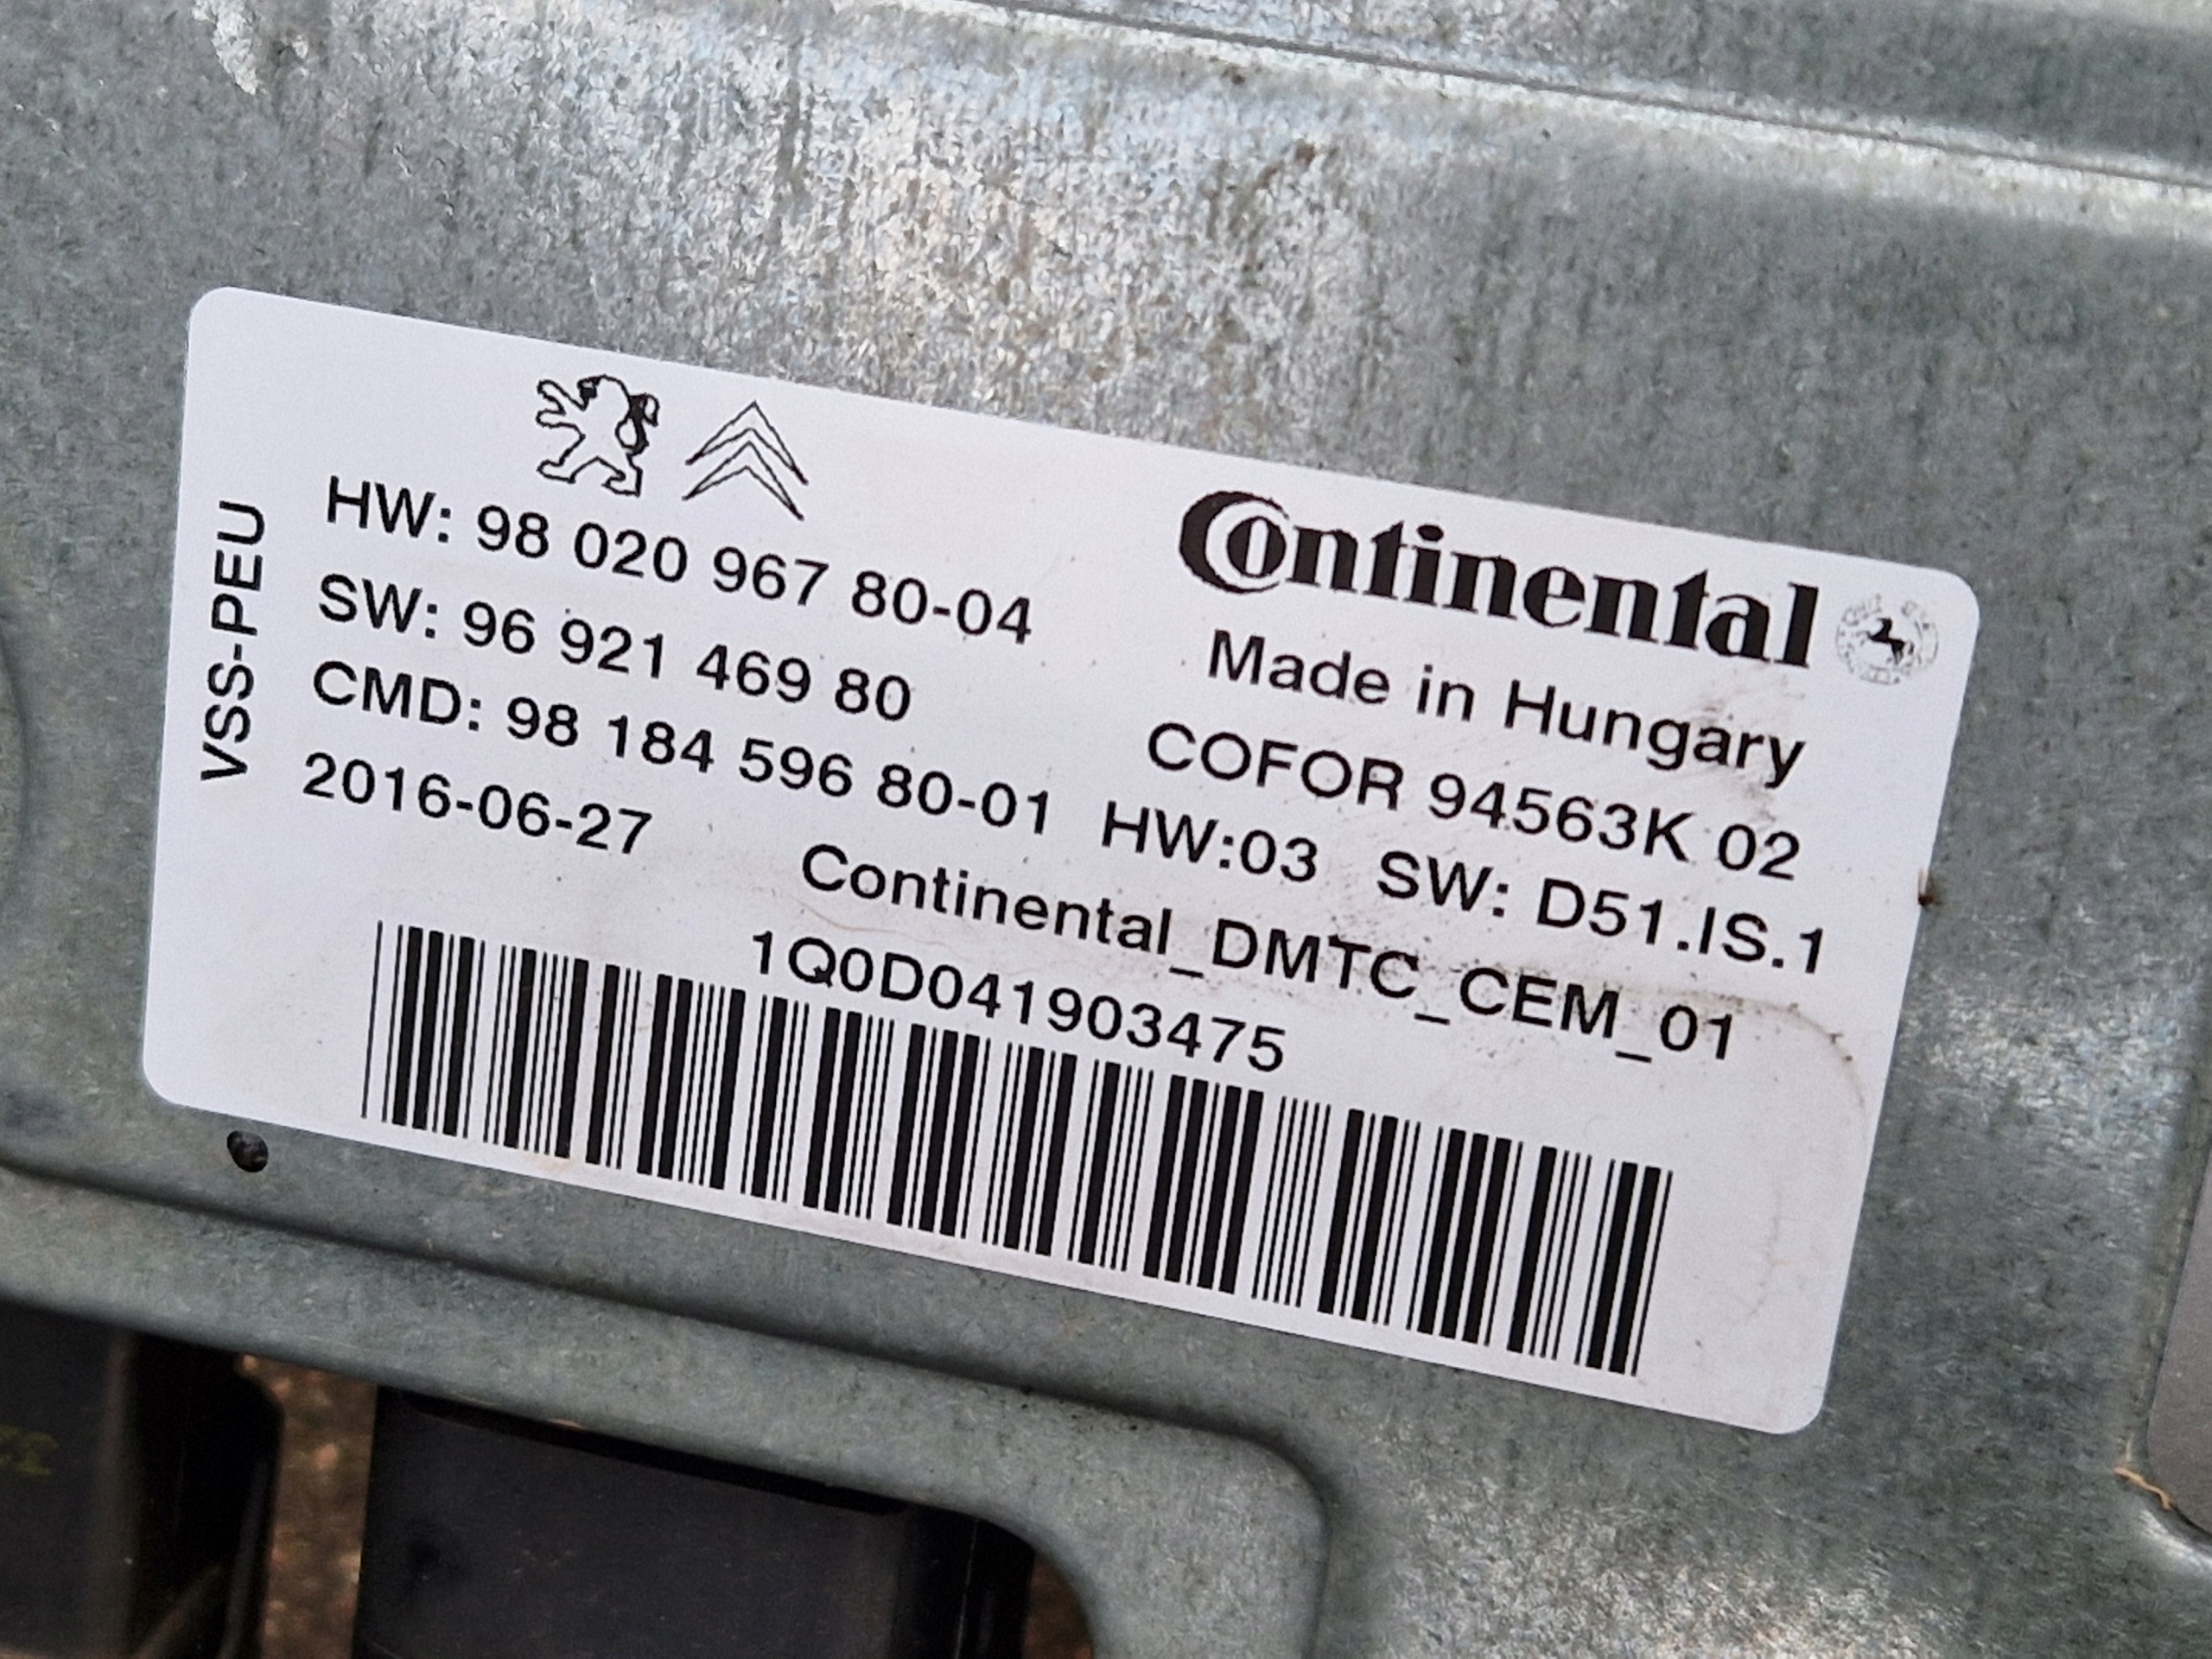 VSS-PEU
HW: 98 020 967 80-04
SW: 96 921 469 80
CMD: 98 184 596 80-01
2016-06-27
Continental
Made in Hungary
COFOR 94563K 02
HW:03 SW: D51.IS.1
Continental_DMTC_CEM_01
1Q0D041903475